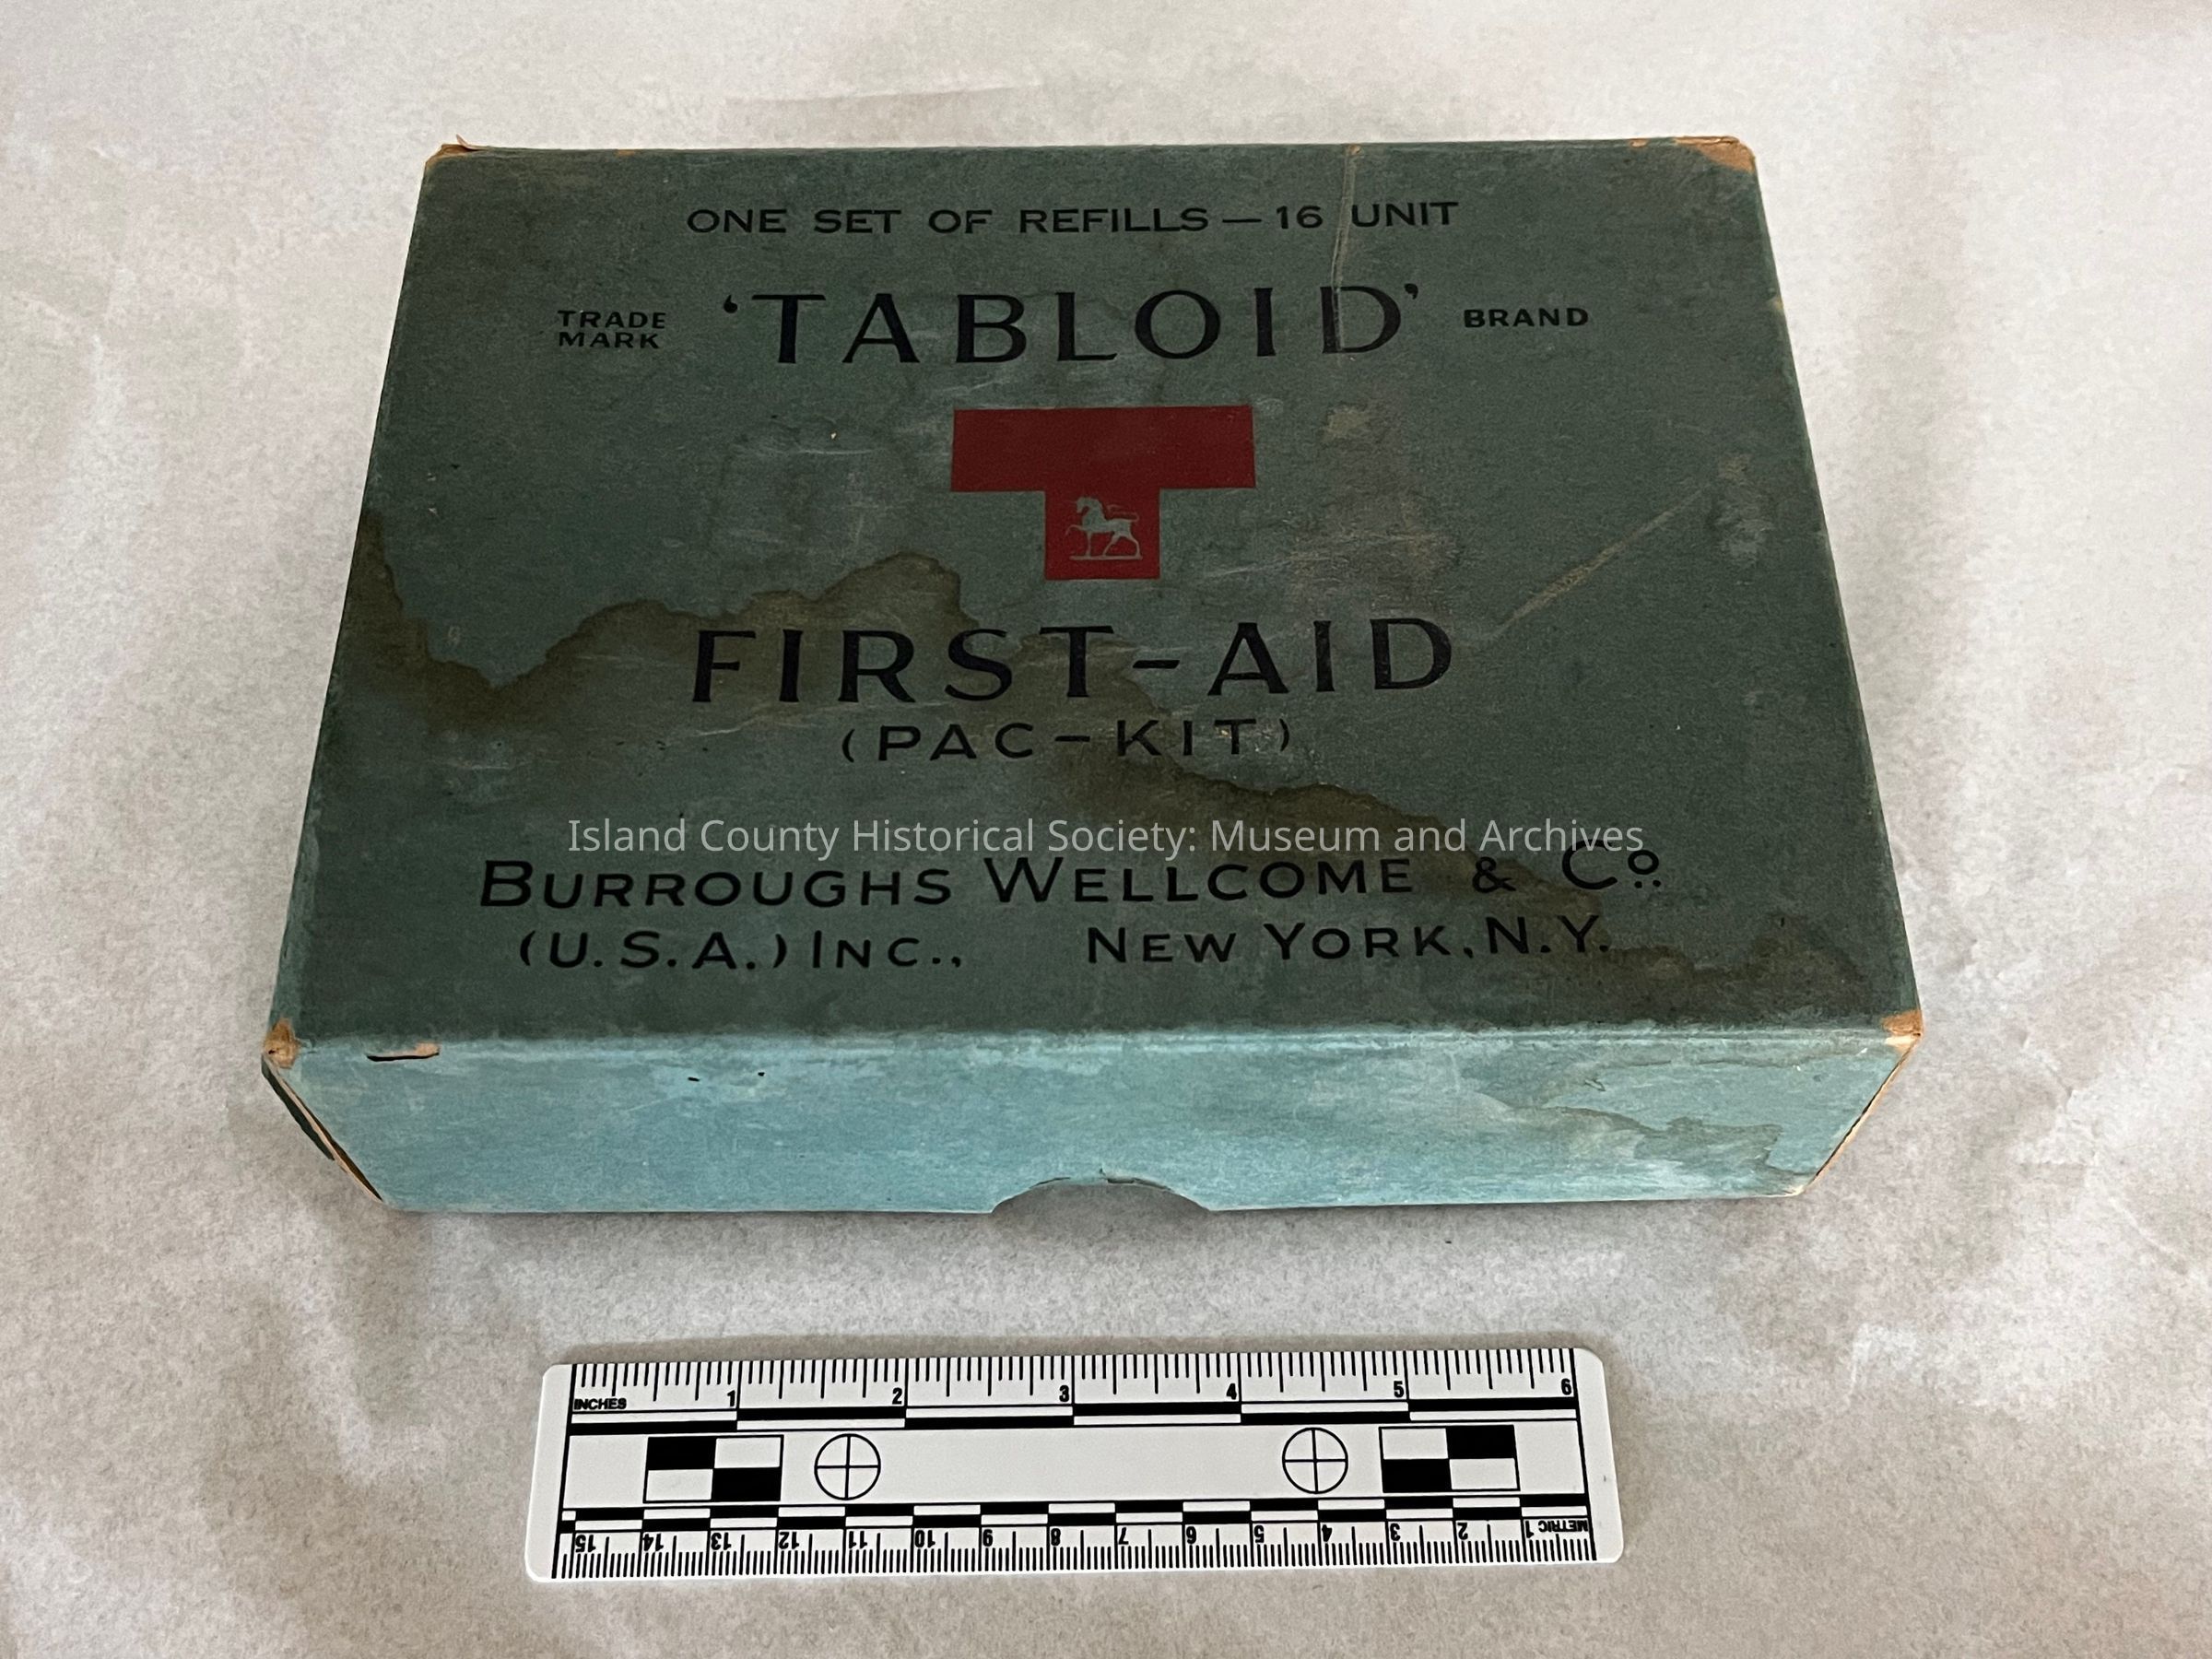 ONE SET OF REFILLS — 16 UNIT
TRADE MARK 'TABLOID' BRAND
FIRST-AID
(PAC-KIT)
Island County Historical Society: Museum and Archives
BURROUGHS WELLCOME & Co.
(U.S.A.) INC., NEW YORK, N.Y.
1 2 3 4 5 6
INCHES
15 14 13 12 11 10 9 8 7 6 5 4 3 2 1 METRIC